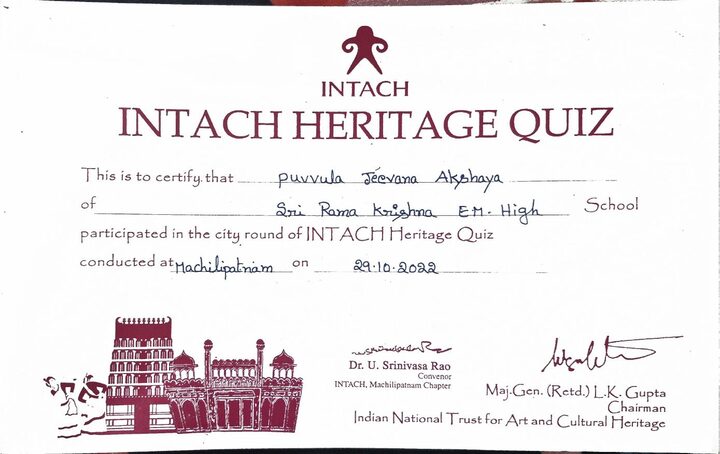 INTACH
INTACH HERITAGE QUIZ
This is to certify that Puvvula Jeevana Akshaya
of Sri Rama Krishna E.M. High School
participated in the city round of INTACH Heritage Quiz
conducted at Machilipatnam on 29.10.2022
Dr. U. Srinivasa Rao
Convenor
INTACH, Machilipatnam Chapter
Maj.Gen. (Retd.) L.K. Gupta
Chairman
Indian National Trust for Art and Cultural Heritage